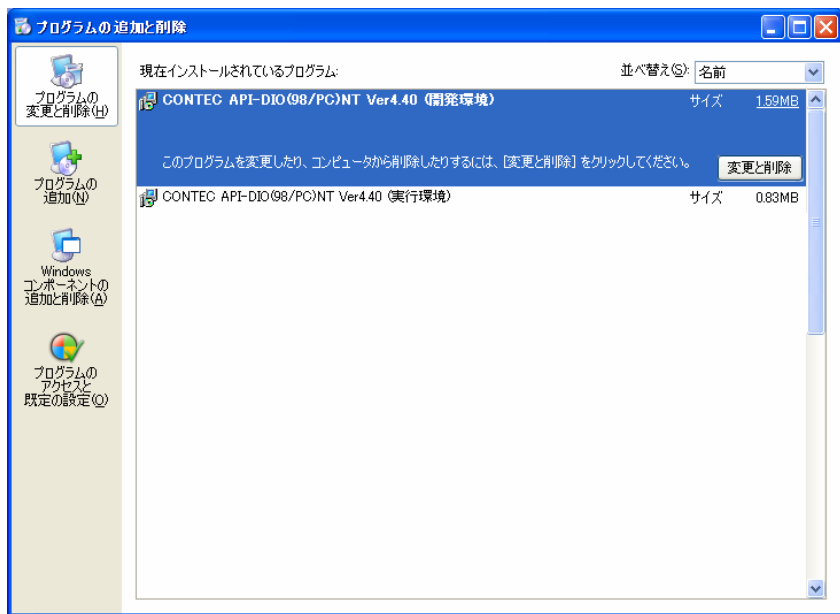 プログラムの追加と削除
プログラムの
変更と削除(H)
プログラムの
追加(N)
Windows
コンポーネントの
追加と削除(A)
プログラムの
アクセスと
既定の設定(O)
現在インストールされているプログラム:
並べ替え(S): 名前
CONTEC API-DIO(98/PC)NT Ver4.40 (開発環境) サイズ 1.59MB
このプログラムを変更したり、コンピュータから削除したりするには、[変更と削除] をクリックしてください。 変更と削除
CONTEC API-DIO(98/PC)NT Ver4.40 (実行環境) サイズ 0.83MB